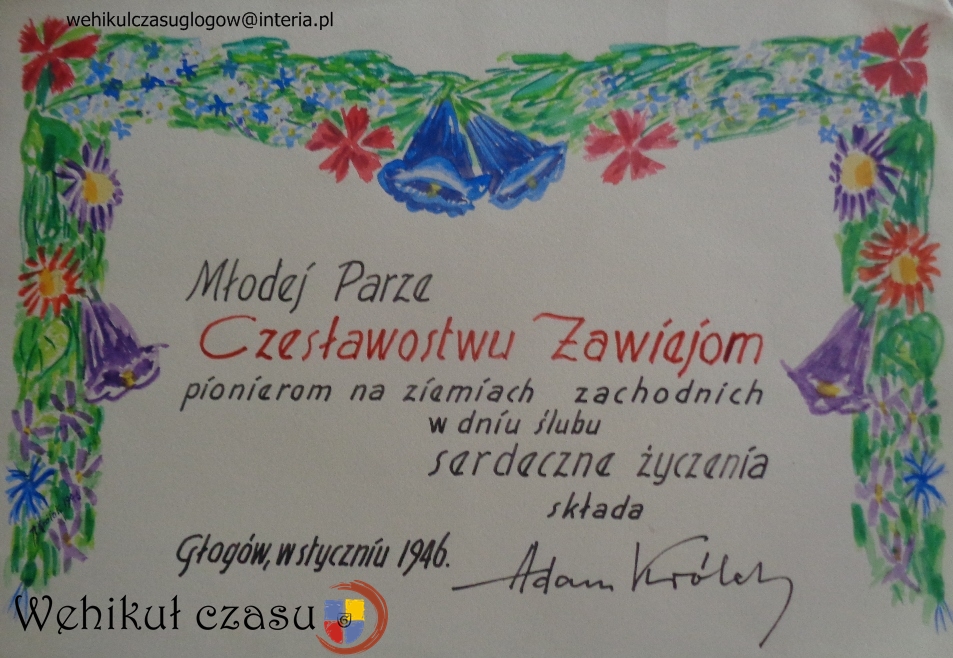 wehikulczasuglogow@interia.pl
Młodej Parze
Czesławostwu Zawiejom
pionierom na ziemiach zachodnich
w dniu ślubu
serdeczne życzenia
składa
Głogów, w styczniu 1946.
Adam Królak
Wehikuł czasu